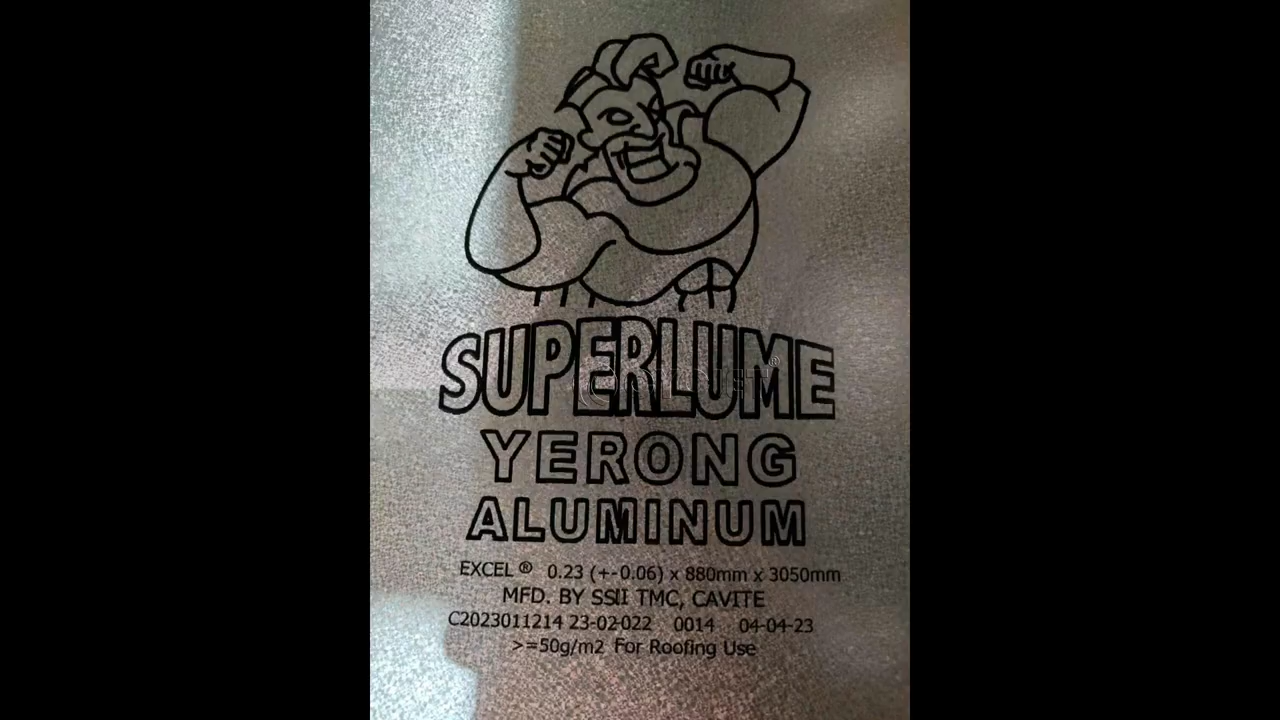 SUPERLUME
YERONG
ALUMINUM
EXCEL ® 0.23 (+-0.06) x 880mm x 3050mm
MFD. BY SSII TMC, CAVITE
C2023011214 23-02-022 0014 04-04-23
>=50g/m2 For Roofing Use